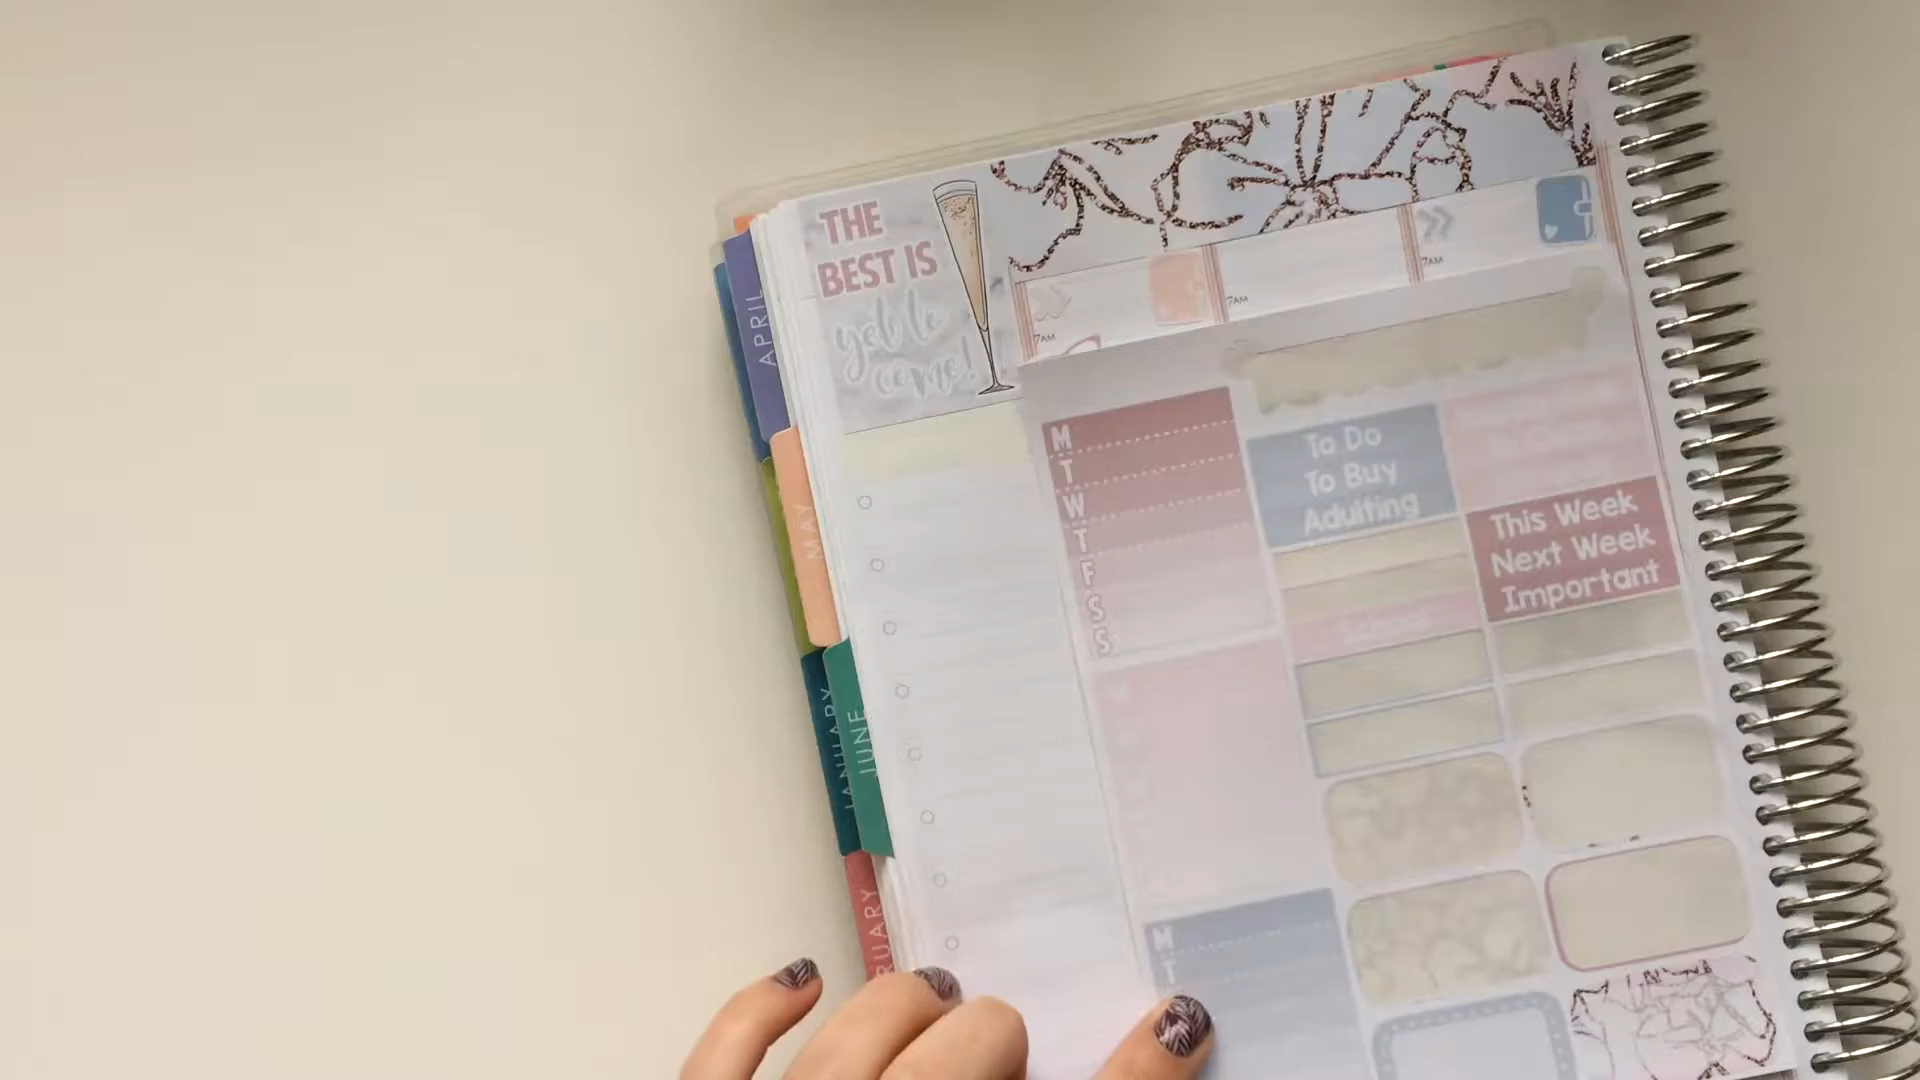 THE
BEST IS
yet to
come!
7AM
7AM
7AM
APRIL
MAY
JUNE
JANUARY
RUARY
M
T
W
T
F
S
S
To Do
To Buy
Adulting
This Week
Next Week
Important
School
M
T